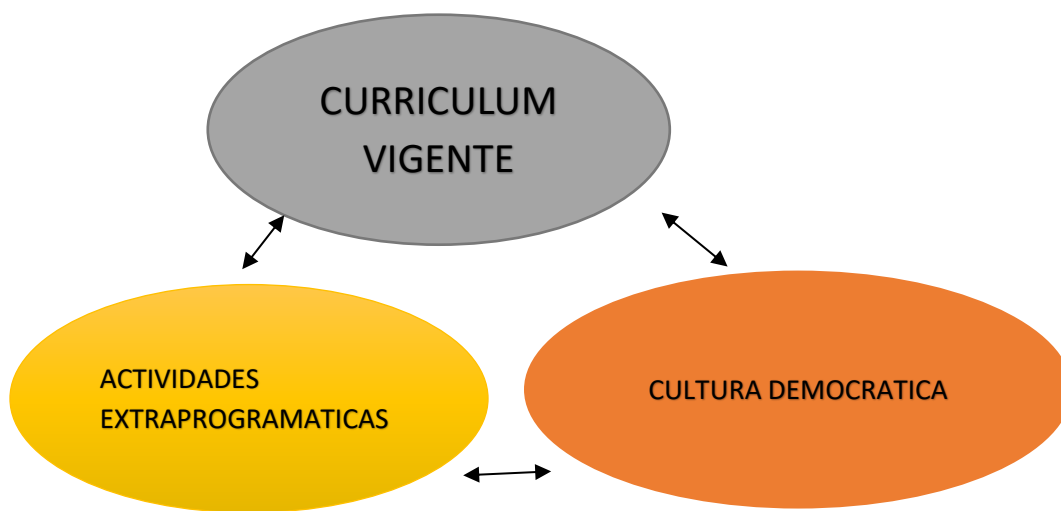 CURRICULUM
VIGENTE
ACTIVIDADES
EXTRAPROGRAMATICAS
CULTURA DEMOCRATICA